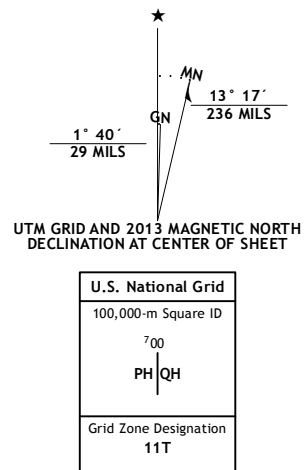 ★
MN
GN
13° 17´
236 MILS
1° 40´
29 MILS
UTM GRID AND 2013 MAGNETIC NORTH
DECLINATION AT CENTER OF SHEET
U.S. National Grid
100,000-m Square ID
⁷00
PH QH
Grid Zone Designation
11T